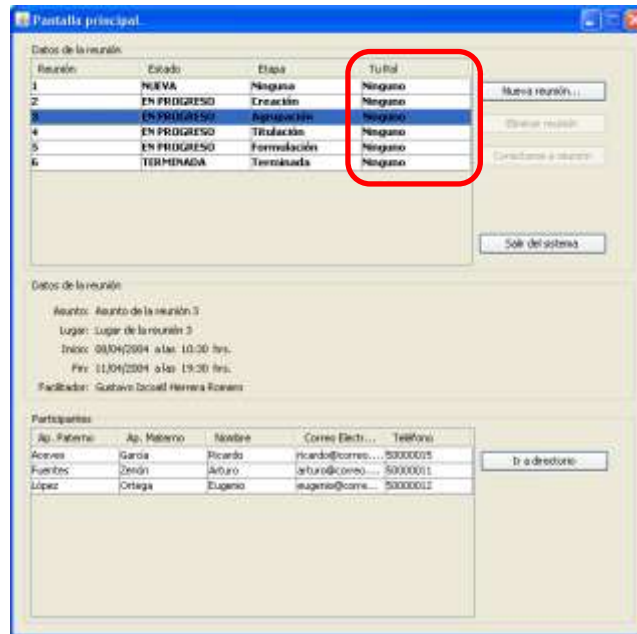 Pantalla principal.
Datos de la reunión
Reunión Estado Etapa Tu Rol
1 NUEVA Ninguna Ninguno
2 EN PROGRESO Creación Ninguno
3 EN PROGRESO Agrupación Ninguno
4 EN PROGRESO Titulación Ninguno
5 EN PROGRESO Formulación Ninguno
6 TERMINADA Terminada Ninguno
Nueva reunión...
Eliminar reunión
Conectarse a reunión
Salir del sistema
Datos de la reunión
Asunto: Asunto de la reunión 3
Lugar: Lugar de la reunión 3
Inicio: 08/04/2004 a las 10:30 hrs.
Fin: 11/04/2004 a las 19:30 hrs.
Facilitador: Gustavo Herrera Romero
Participantes
Ap. Paterno Ap. Materno Nombre Correo Electr... Teléfono
Aceves García Ricardo ricardo@correo.... 50000015
Fuentes Zenón Arturo arturo@correo.... 50000011
López Ortega Eugenio eugenio@corre... 50000012
Ir a directorio